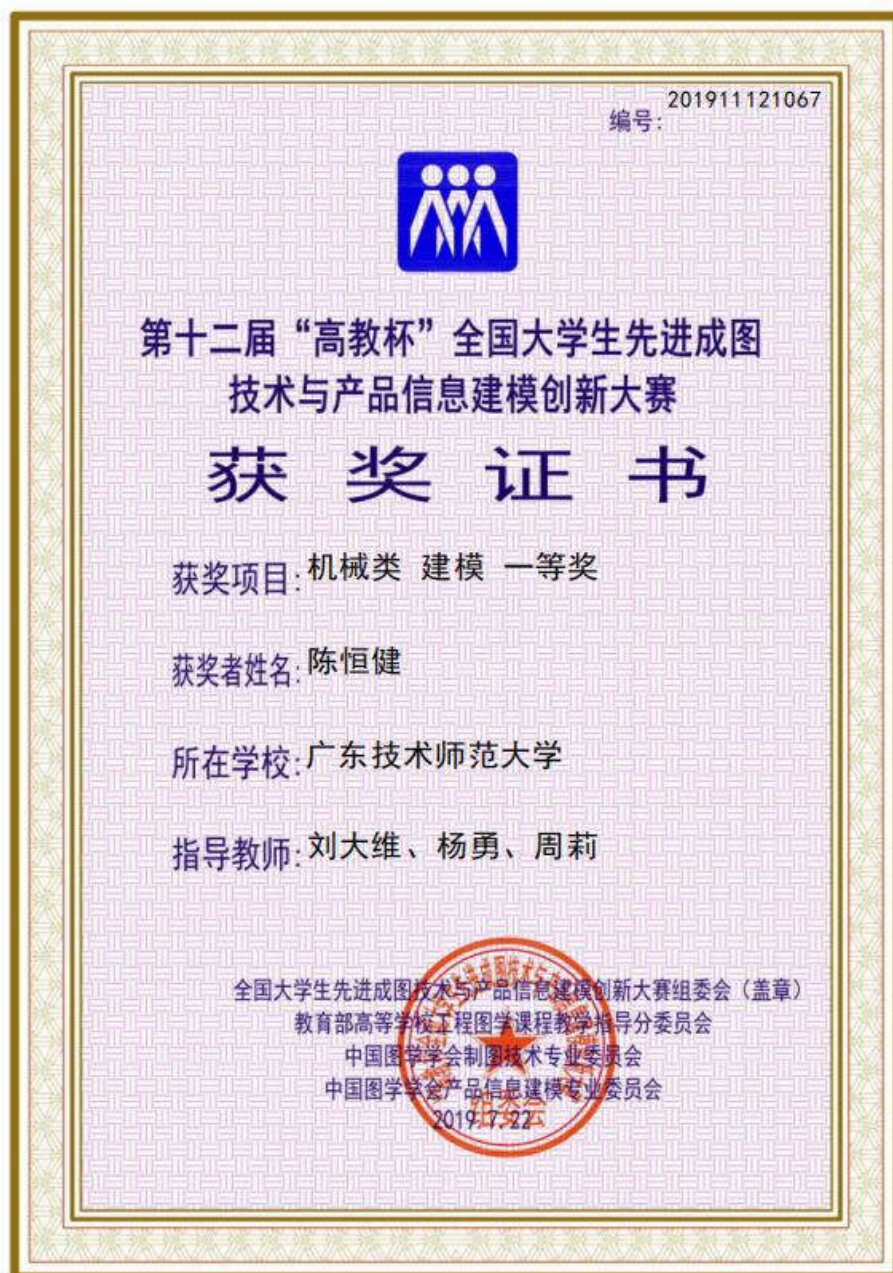 编号: 201911121067
第十二届“高教杯”全国大学生先进成图
技术与产品信息建模创新大赛
获奖证书
获奖项目: 机械类 建模 一等奖
获奖者姓名: 陈恒健
所在学校: 广东技术师范大学
指导教师: 刘大维、杨勇、周莉
全国大学生先进成图技术与产品信息建模创新大赛组委会（盖章）
教育部高等学校工程图学课程教学指导分委员会
中国图学学会制图技术专业委员会
中国图学学会产品信息建模专业委员会
2019.7.22
组委会